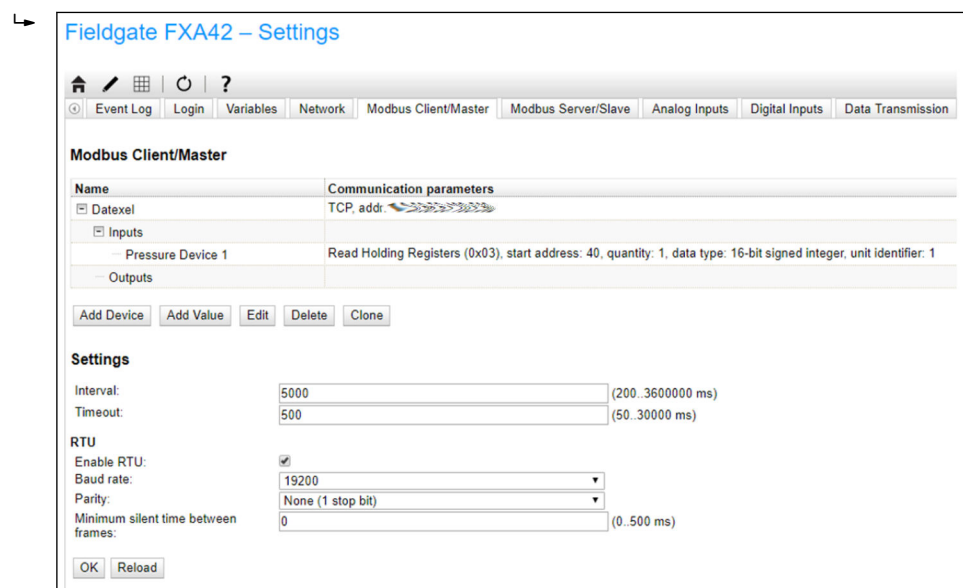 Fieldgate FXA42 – Settings
?
Event Log Login Variables Network Modbus Client/Master Modbus Server/Slave Analog Inputs Digital Inputs Data Transmission
Modbus Client/Master
Name Communication parameters
Datexel TCP, addr.
Inputs
Pressure Device 1 Read Holding Registers (0x03), start address: 40, quantity: 1, data type: 16-bit signed integer, unit identifier: 1
Outputs
Add Device Add Value Edit Delete Clone
Settings
Interval: 5000 (200..3600000 ms)
Timeout: 500 (50..30000 ms)
RTU
Enable RTU:
Baud rate: 19200
Parity: None (1 stop bit)
Minimum silent time between 0 (0..500 ms)
frames:
OK Reload